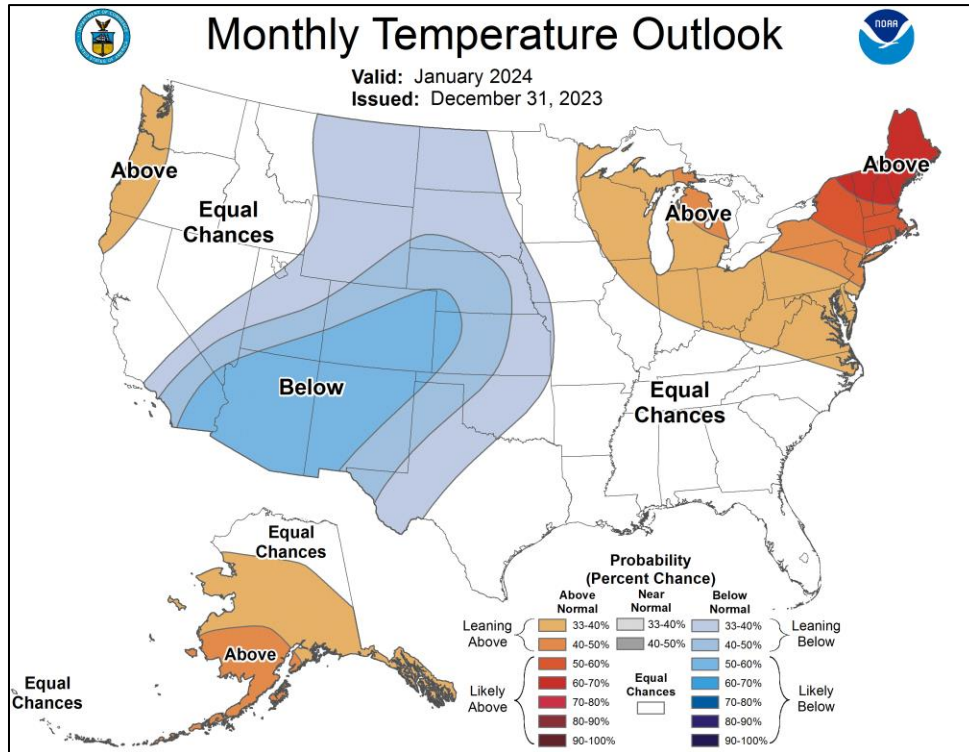 Monthly Temperature Outlook
NOAA
Valid: January 2024
Issued: December 31, 2023
Above
Equal
Chances
Above
Above
Below
Equal
Chances
Equal
Chances
Above
Equal
Chances
Probability
(Percent Chance)
Above Normal
Near Normal
Below Normal
Leaning Above
33-40%
33-40%
33-40%
Leaning Below
40-50%
40-50%
40-50%
Likely Above
50-60%
50-60%
Likely Below
60-70%
60-70%
Equal Chances
70-80%
70-80%
80-90%
80-90%
90-100%
90-100%